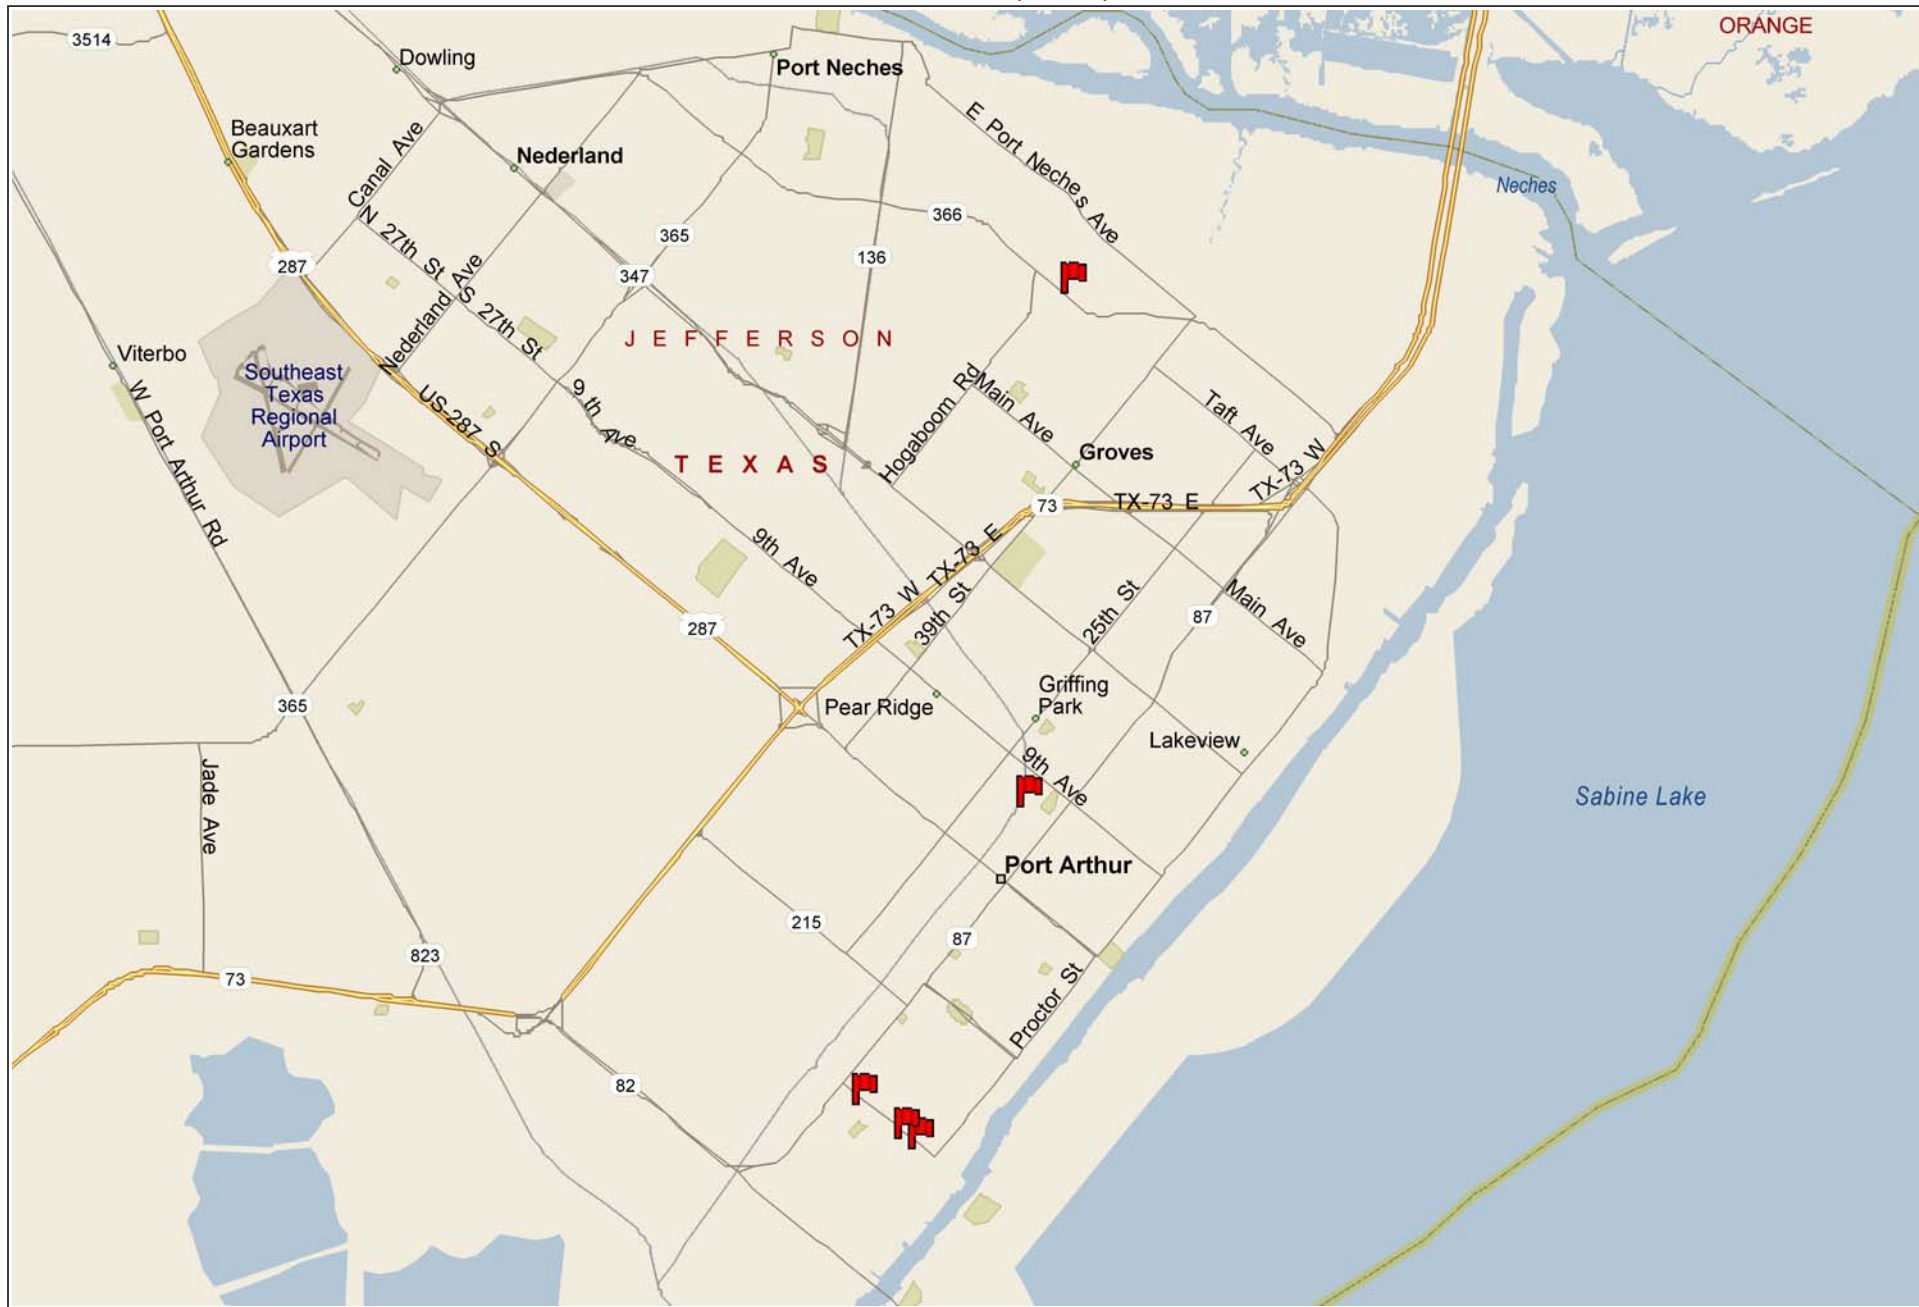 3514
ORANGE
Dowling
Port Neches
Beauxart
Gardens
Canal Ave
Nederland
E Port Neches Ave
Neches
366
365
136
347
287
N 27th St
Nederland Ave
S 27th St
JEFFERSON
Viterbo
Southeast
Texas
Regional
Airport
W Port Arthur Rd
US-287 S
9 th Ave
TEXAS
Hogaboom Rd
Main Ave
Taft Ave
Groves
TX-73 W
73
TX-73 E
9th Ave
TX-73 W
TX-73 E
39th St
25th St
87
Main Ave
287
365
Pear Ridge
Griffing
Park
Lakeview
9th Ave
Jade Ave
Sabine Lake
Port Arthur
215
87
823
73
Proctor St
82